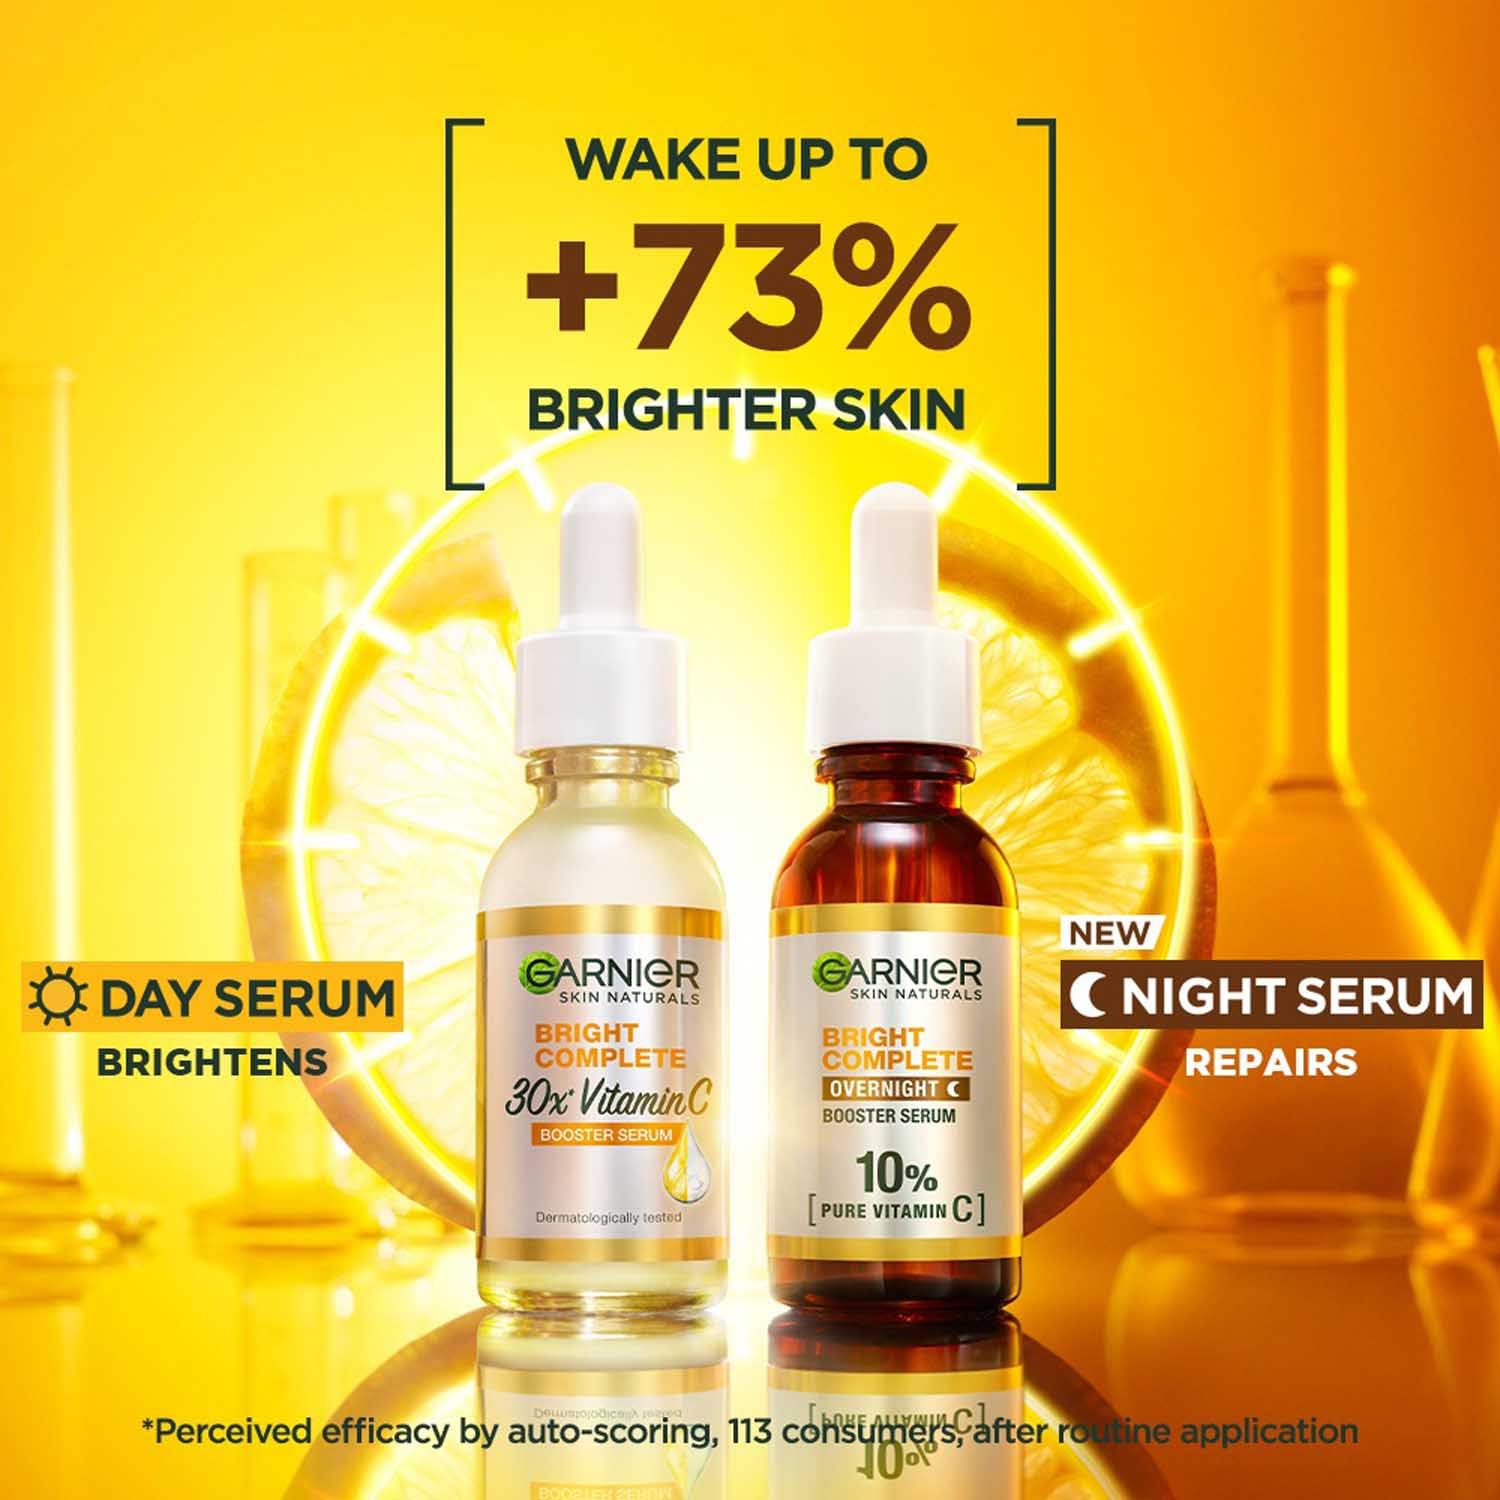 WAKE UP TO
+73%
BRIGHTER SKIN
DAY SERUM
BRIGHTENS
GARNIER
SKIN NATURALS
BRIGHT
COMPLETE
30x* Vitamin C
BOOSTER SERUM
Dermatologically tested
GARNIER
SKIN NATURALS
BRIGHT
COMPLETE
OVERNIGHT
BOOSTER SERUM
10%
[PURE VITAMIN C]
NEW
NIGHT SERUM
REPAIRS
*Perceived efficacy by auto-scoring, 113 consumers, after routine application